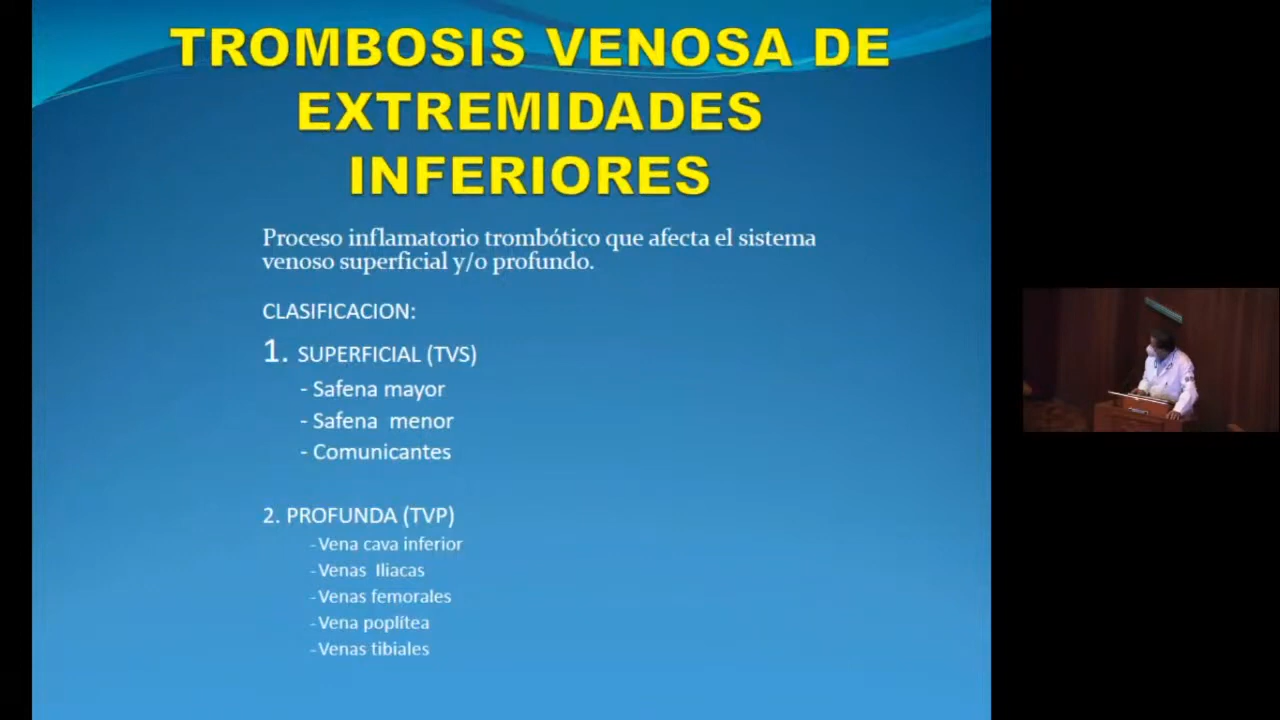 TROMBOSIS VENOSA DE
EXTREMIDADES
INFERIORES
Proceso inflamatorio trombótico que afecta el sistema
venoso superficial y/o profundo.
CLASIFICACION:
1. SUPERFICIAL (TVS)
- Safena mayor
- Safena menor
- Comunicantes
2. PROFUNDA (TVP)
-Vena cava inferior
-Venas Iliacas
-Venas femorales
-Vena poplítea
-Venas tibiales